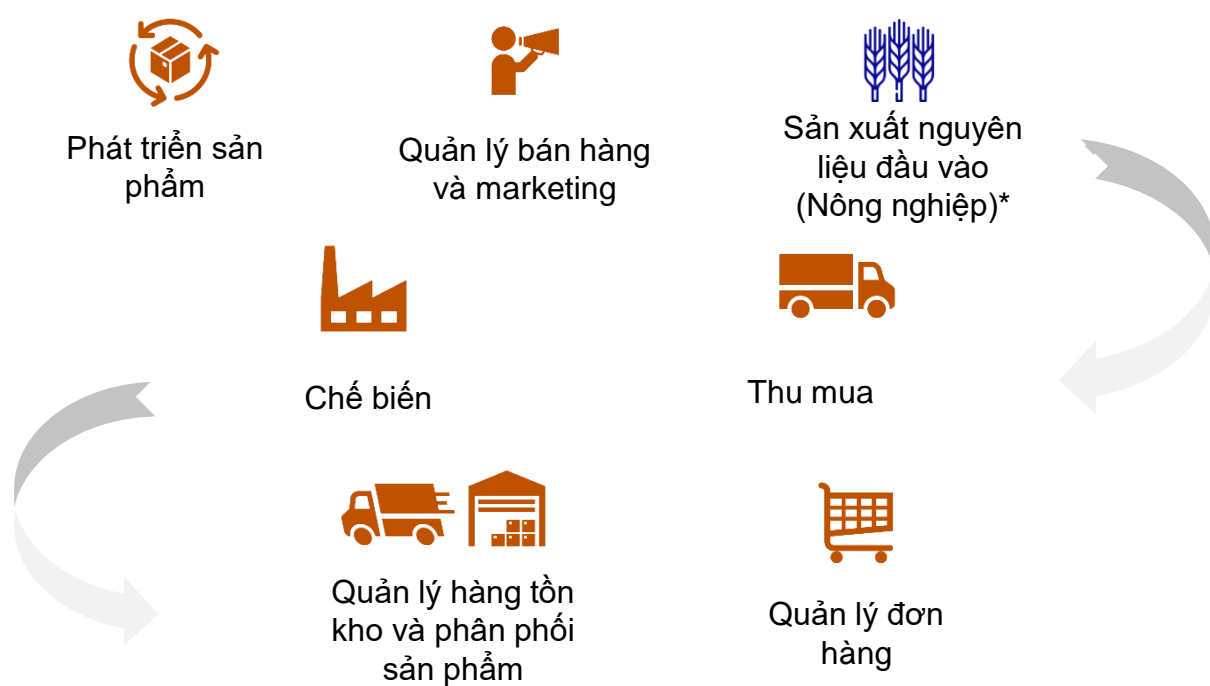 Phát triển sản
phẩm
Quản lý bán hàng
và marketing
Sản xuất nguyên
liệu đầu vào
(Nông nghiệp)*
Chế biến
Thu mua
Quản lý hàng tồn
kho và phân phối
sản phẩm
Quản lý đơn
hàng